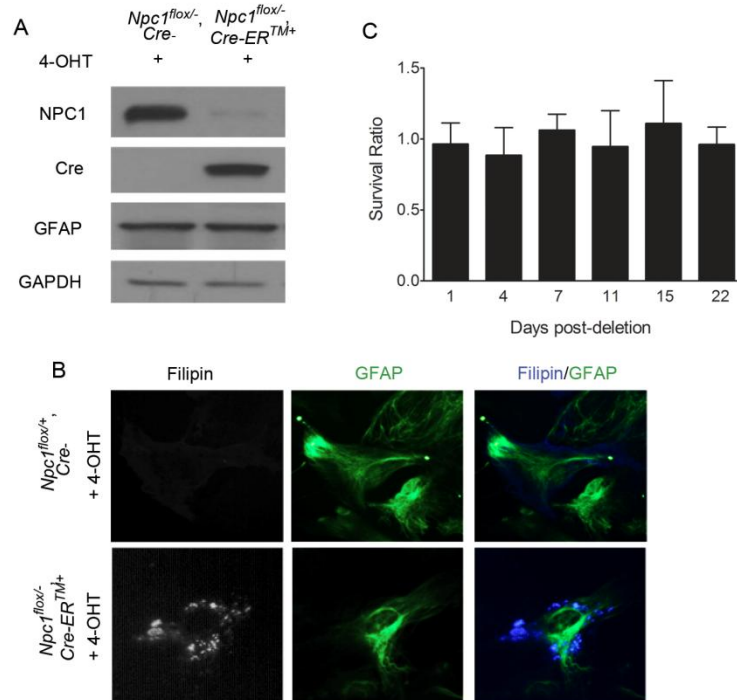 A
Npc1flox/-, Npc1flox/-,
Cre- Cre-ERTM+
4-OHT + +
NPC1
Cre
GFAP
GAPDH
C
1.5
1.0
0.5
0.0
Survival Ratio
1 4 7 11 15 22
Days post-deletion
B
Filipin GFAP Filipin/GFAP
Npc1flox/+,
Cre-
+ 4-OHT
Npc1flox/-,
Cre-ERTM+
+ 4-OHT